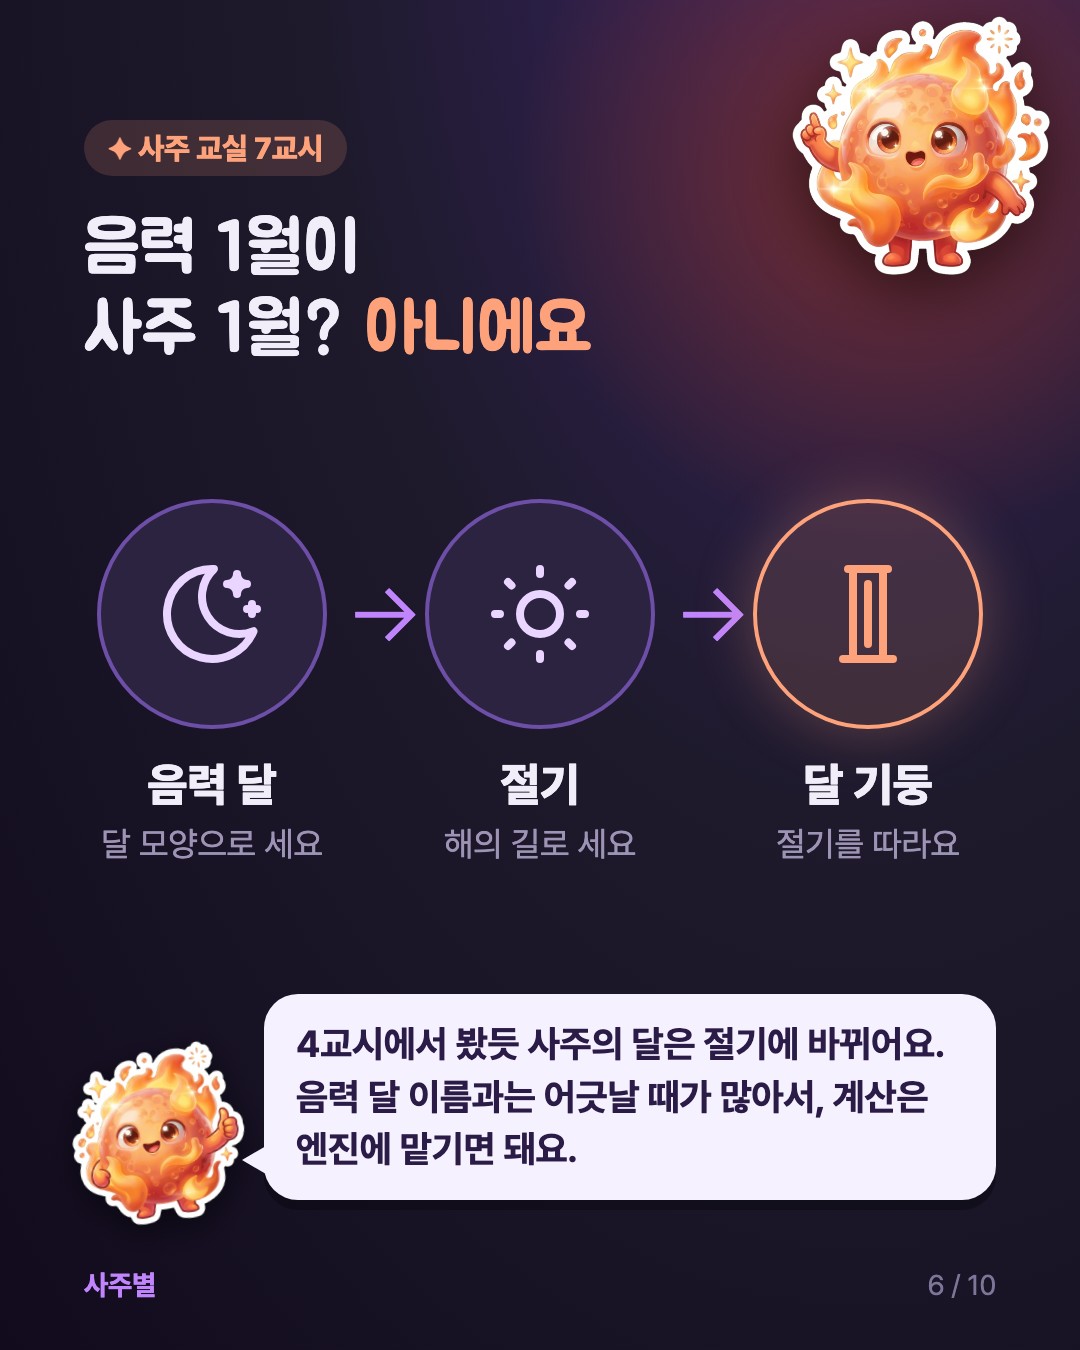 사주 교실 7교시
음력 1월이
사주 1월? 아니에요
음력 달
달 모양으로 세요
절기
해의 길로 세요
달 기둥
절기를 따라요
4교시에서 봤듯 사주의 달은 절기에 바뀌어요.
음력 달 이름과는 어긋날 때가 많아서, 계산은
엔진에 맡기면 돼요.
사주별
6 / 10